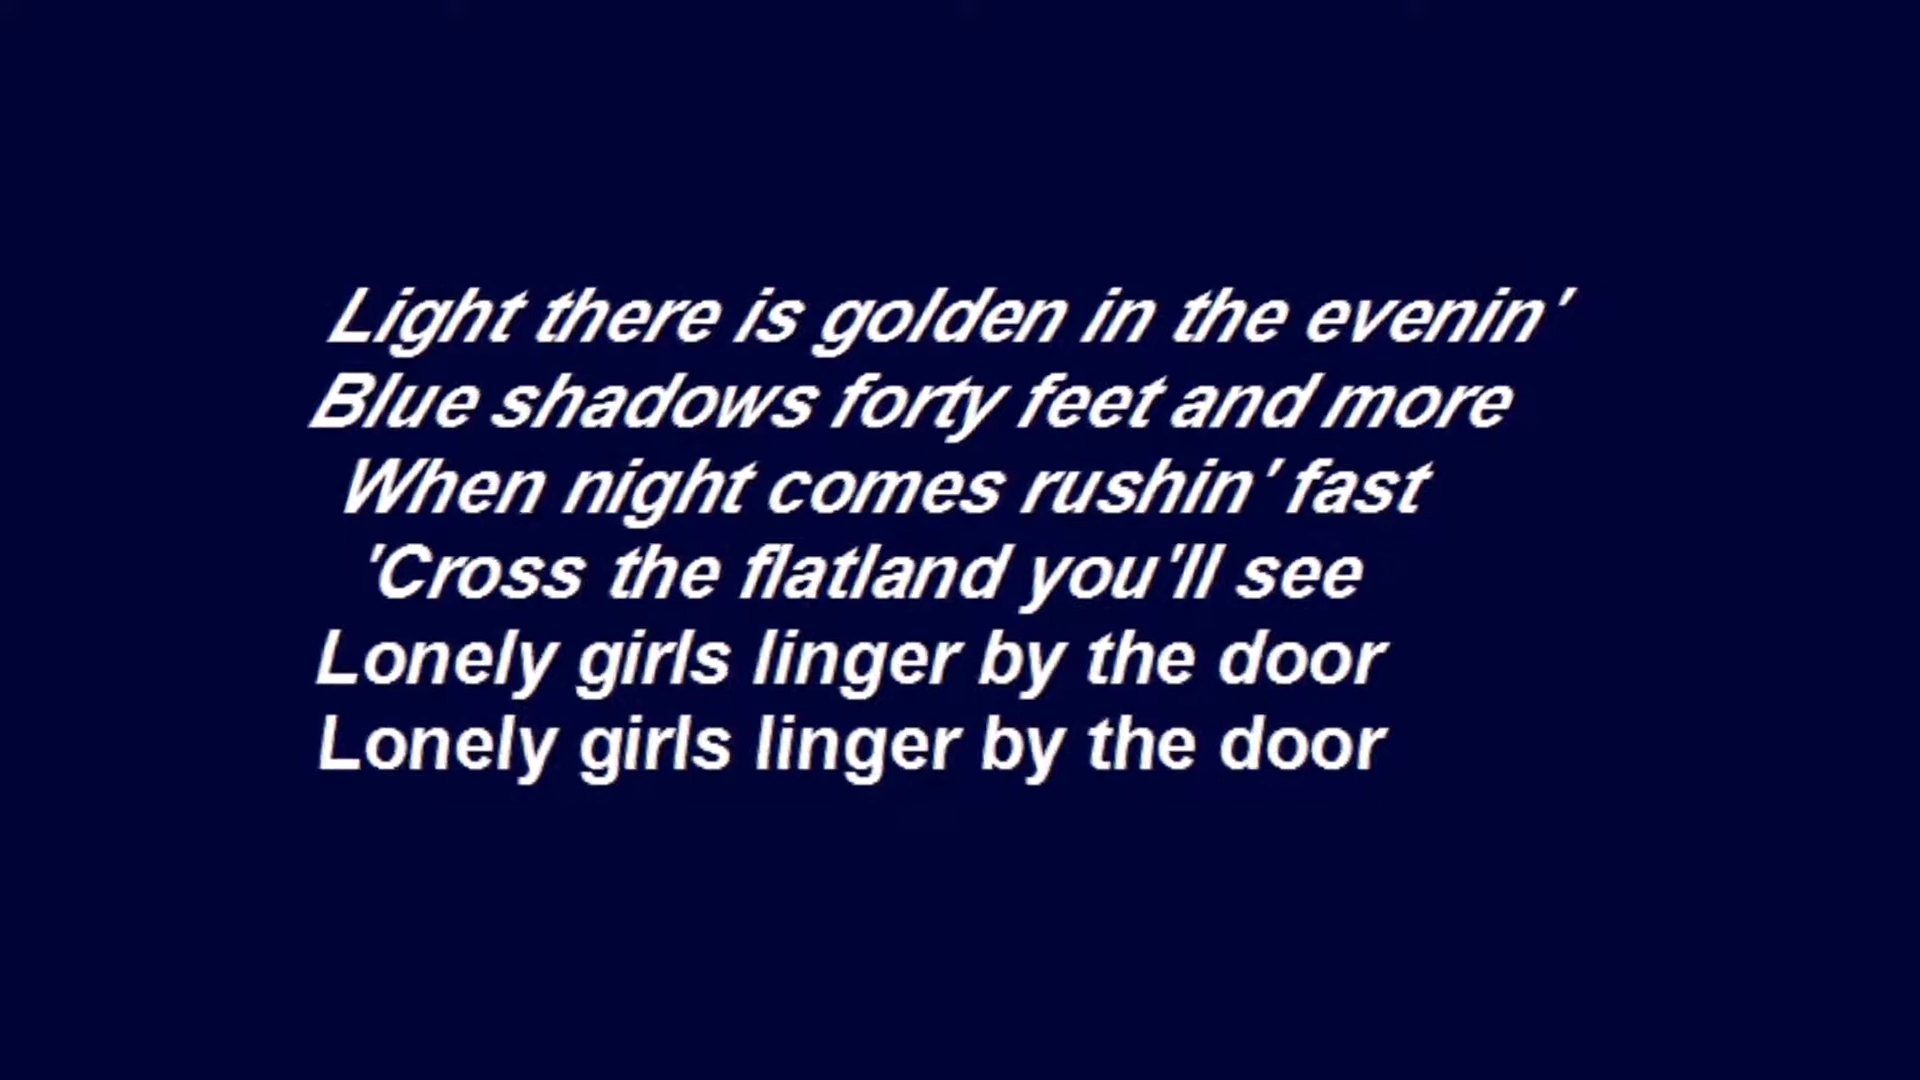 Light there is golden in the evenin'
Blue shadows forty feet and more
When night comes rushin' fast
'Cross the flatland you'll see
Lonely girls linger by the door
Lonely girls linger by the door